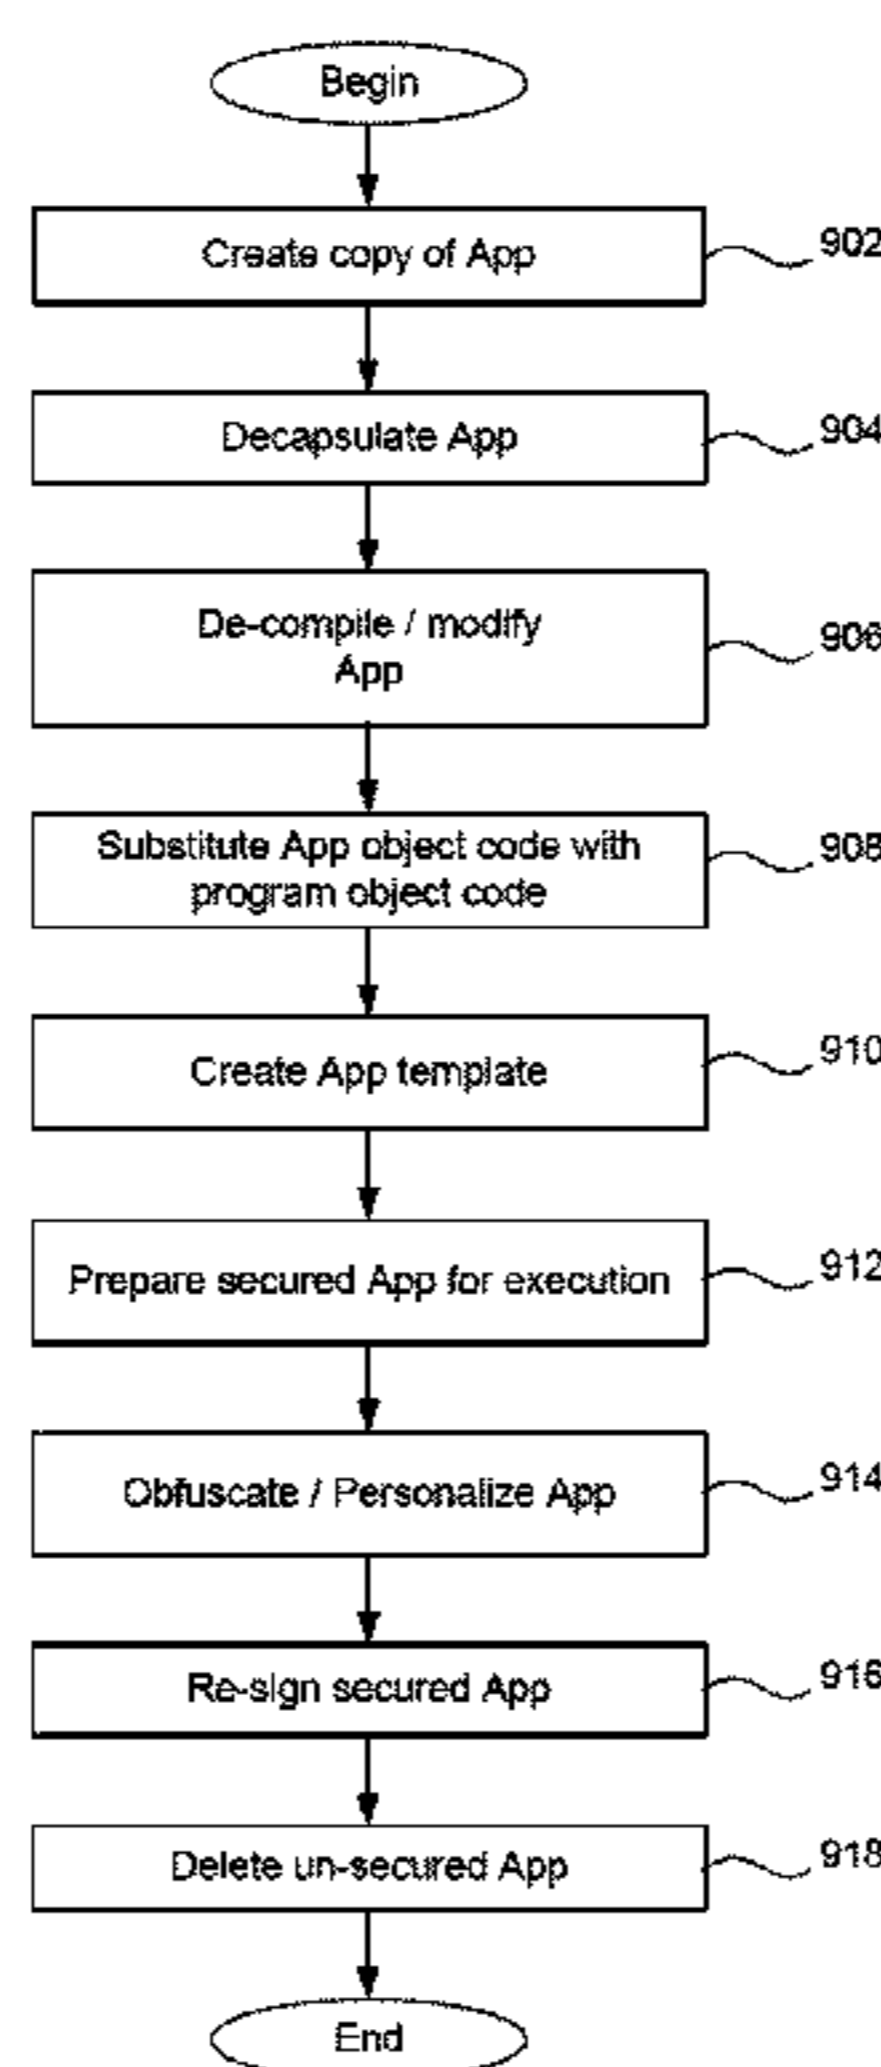 Begin
Create copy of App
902
Decapsulate App
904
De-compile / modify
App
906
Substitute App object code with
program object code
908
Create App template
910
Prepare secured App for execution
912
Obfuscate / Personalize App
914
Re-sign secured App
916
Delete un-secured App
918
End